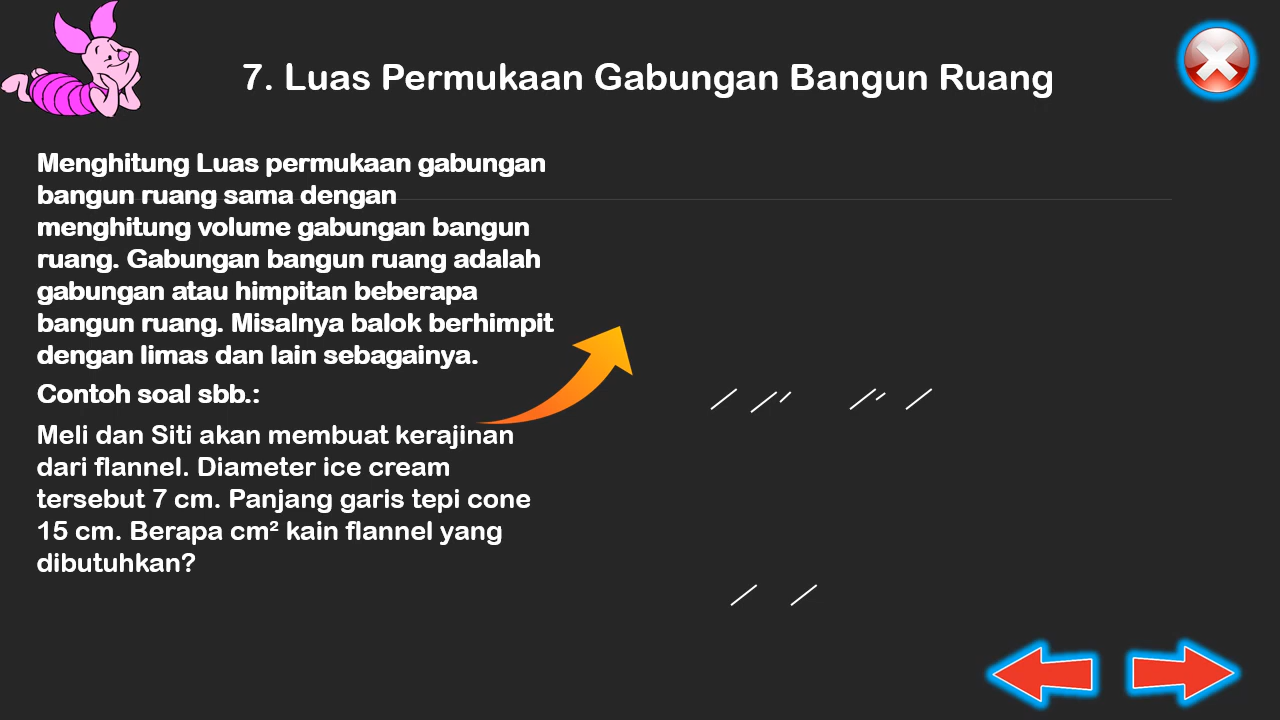 7. Luas Permukaan Gabungan Bangun Ruang
Menghitung Luas permukaan gabungan
bangun ruang sama dengan
menghitung volume gabungan bangun
ruang. Gabungan bangun ruang adalah
gabungan atau himpitan beberapa
bangun ruang. Misalnya balok berhimpit
dengan limas dan lain sebagainya.
Contoh soal sbb.:
Meli dan Siti akan membuat kerajinan
dari flannel. Diameter ice cream
tersebut 7 cm. Panjang garis tepi cone
15 cm. Berapa cm² kain flannel yang
dibutuhkan?